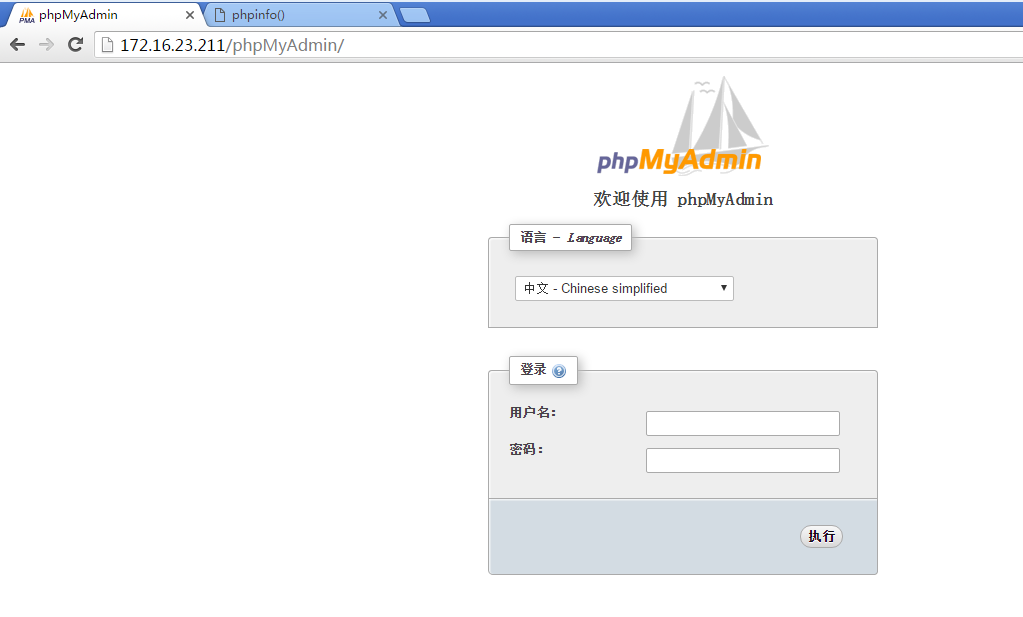 phpMyAdmin
phpinfo()
172.16.23.211/phpMyAdmin/
phpMyAdmin
欢迎使用 phpMyAdmin
语言 - Language
中文 - Chinese simplified
登录
用户名:
密码:
执行